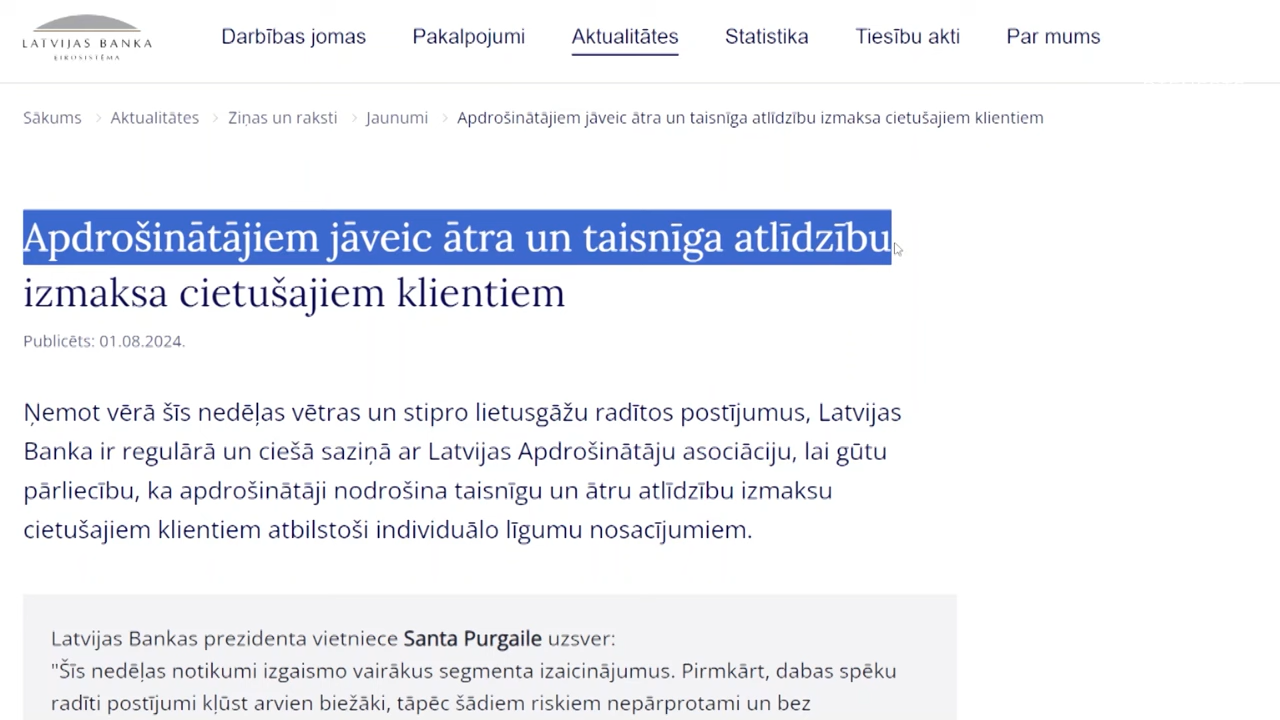 LATVIJAS BANKA
EIROSISTĒMA
Darbības jomas Pakalpojumi Aktualitātes Statistika Tiesību akti Par mums
Sākums > Aktualitātes > Ziņas un raksti > Jaunumi > Apdrošinātājiem jāveic ātra un taisnīga atlīdzību izmaksa cietušajiem klientiem
Apdrošinātājiem jāveic ātra un taisnīga atlīdzību
izmaksa cietušajiem klientiem
Publicēts: 01.08.2024.
Ņemot vērā šīs nedēļas vētras un stipro lietusgāžu radītos postījumus, Latvijas
Banka ir regulārā un ciešā saziņā ar Latvijas Apdrošinātāju asociāciju, lai gūtu
pārliecību, ka apdrošinātāji nodrošina taisnīgu un ātru atlīdzību izmaksu
cietušajiem klientiem atbilstoši individuālo līgumu nosacījumiem.
Latvijas Bankas prezidenta vietniece Santa Purgaile uzsver:
"Šīs nedēļas notikumi izgaismo vairākus segmenta izaicinājumus. Pirmkārt, dabas spēku
radīti postījumi kļūst arvien biežāki, tāpēc šādiem riskiem nepārprotami un bez